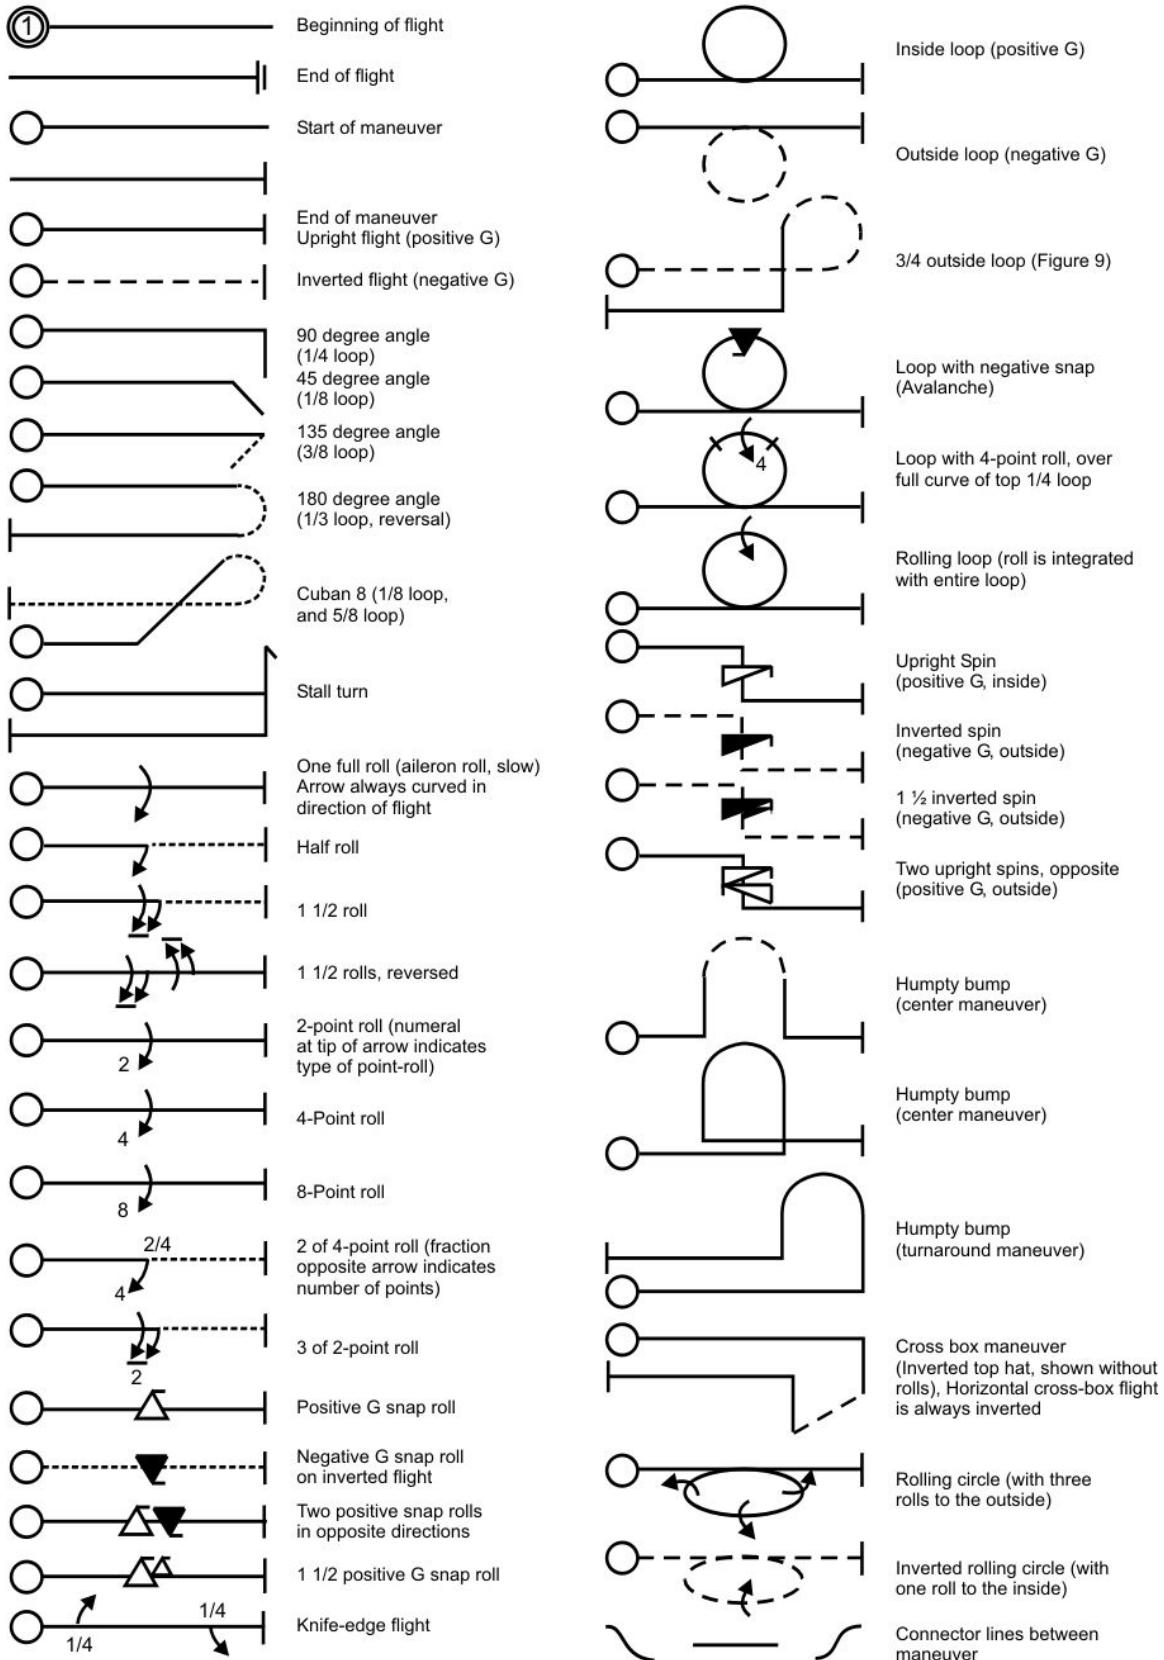 1
Beginning of flight
End of flight
Start of maneuver
End of maneuver
Upright flight (positive G)
Inverted flight (negative G)
90 degree angle
(1/4 loop)
45 degree angle
(1/8 loop)
135 degree angle
(3/8 loop)
180 degree angle
(1/3 loop, reversal)
Cuban 8 (1/8 loop,
and 5/8 loop)
Stall turn
One full roll (aileron roll, slow)
Arrow always curved in
direction of flight
Half roll
1 1/2 roll
1 1/2 rolls, reversed
2-point roll (numeral
at tip of arrow indicates
type of point-roll)
2
4-Point roll
4
8-Point roll
8
2/4
2 of 4-point roll (fraction
opposite arrow indicates
number of points)
4
3 of 2-point roll
2
Positive G snap roll
Negative G snap roll
on inverted flight
Two positive snap rolls
in opposite directions
1 1/2 positive G snap roll
1/4
Knife-edge flight
1/4
Inside loop (positive G)
Outside loop (negative G)
3/4 outside loop (Figure 9)
Loop with negative snap
(Avalanche)
Loop with 4-point roll, over
full curve of top 1/4 loop
4
Rolling loop (roll is integrated
with entire loop)
Upright Spin
(positive G, inside)
Inverted spin
(negative G, outside)
1 ½ inverted spin
(negative G, outside)
Two upright spins, opposite
(positive G, outside)
Humpty bump
(center maneuver)
Humpty bump
(center maneuver)
Humpty bump
(turnaround maneuver)
Cross box maneuver
(Inverted top hat, shown without
rolls), Horizontal cross-box flight
is always inverted
Rolling circle (with three
rolls to the outside)
Inverted rolling circle (with
one roll to the inside)
Connector lines between
maneuver